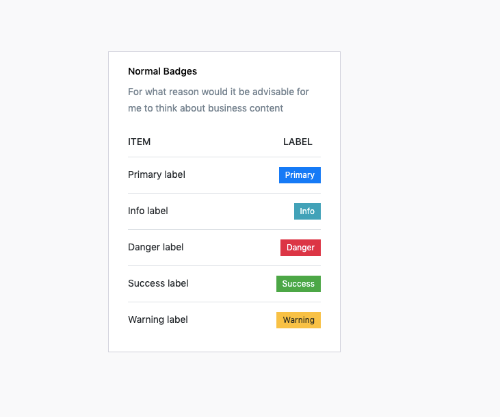 Normal Badges
For what reason would it be advisable for
me to think about business content
ITEM LABEL
Primary label Primary
Info label Info
Danger label Danger
Success label Success
Warning label Warning